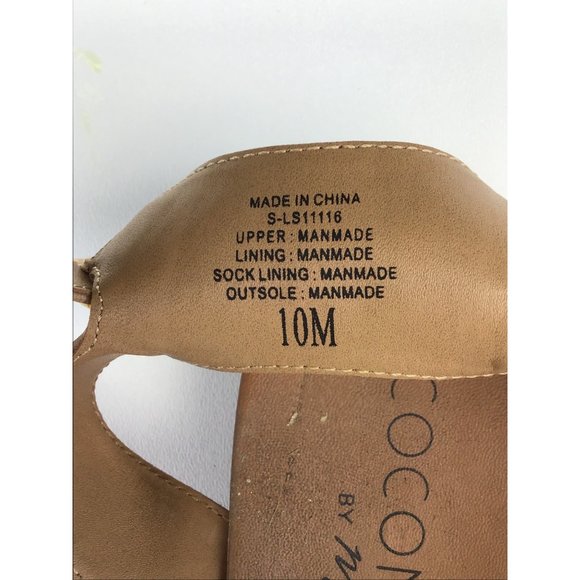 MADE IN CHINA
S-LS11116
UPPER : MANMADE
LINING : MANMADE
SOCK LINING : MANMADE
OUTSOLE : MANMADE
10M
COCON
BY